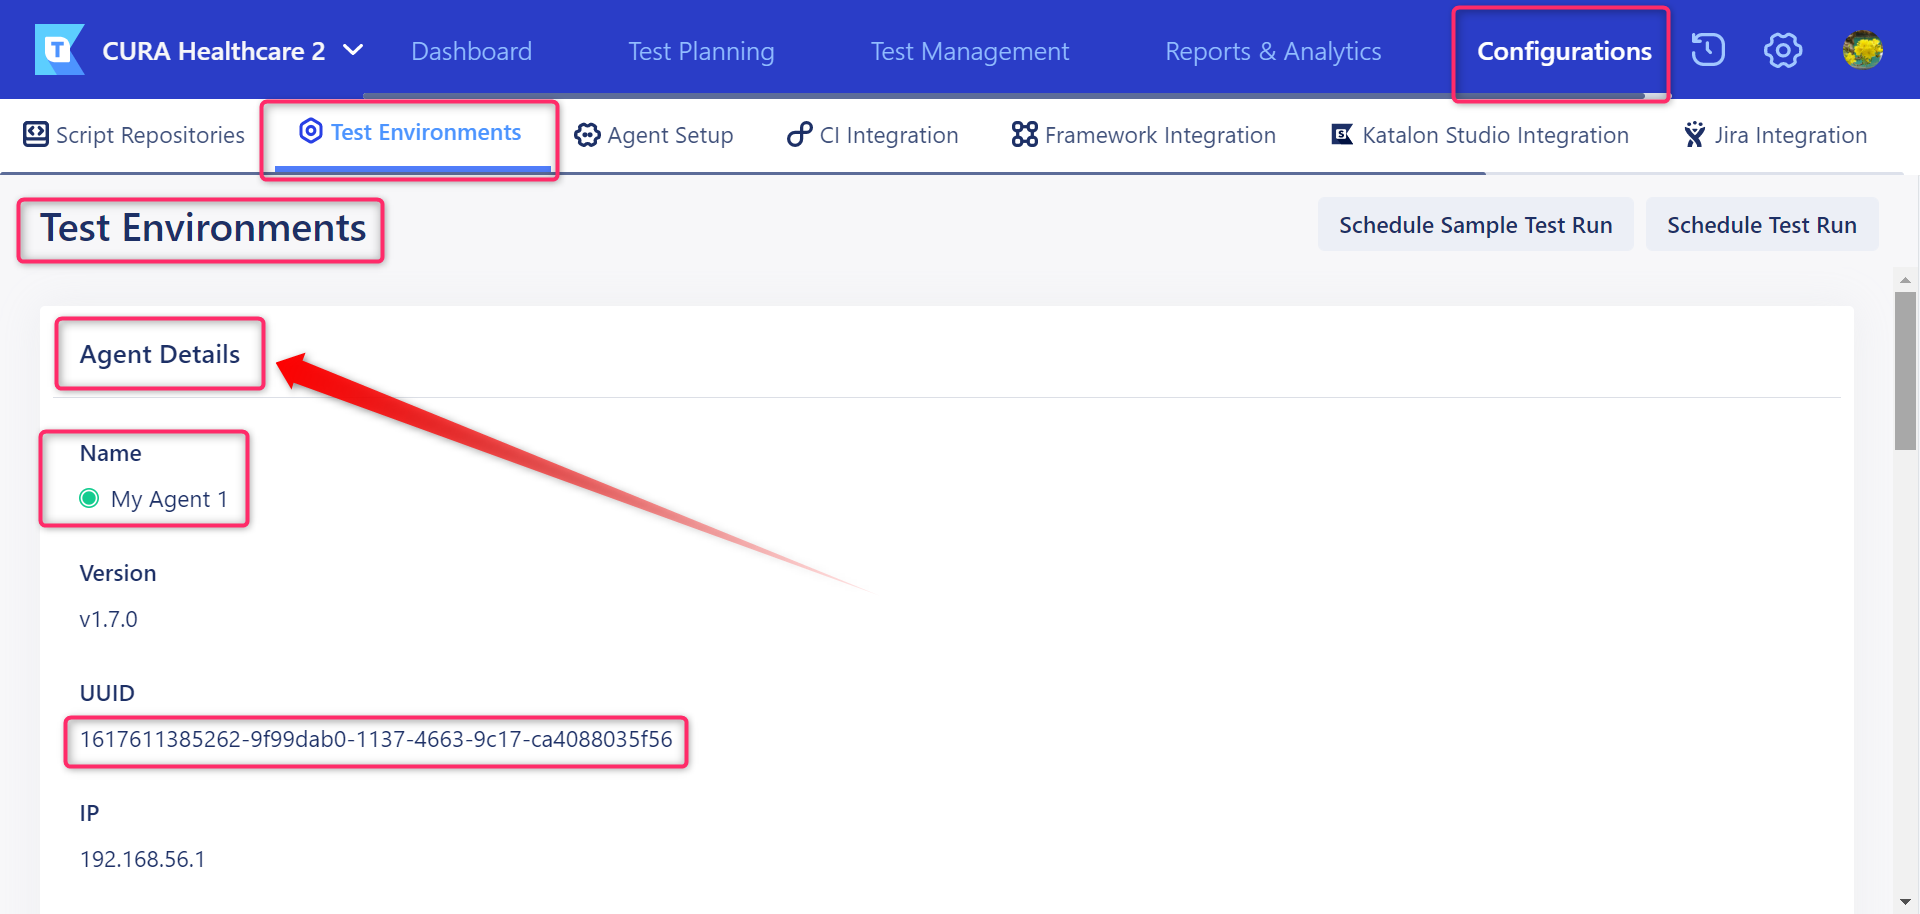 CURA Healthcare 2 Dashboard Test Planning Test Management Reports & Analytics Configurations
Script Repositories Test Environments Agent Setup CI Integration Framework Integration Katalon Studio Integration Jira Integration
Test Environments Schedule Sample Test Run Schedule Test Run
Agent Details
Name
My Agent 1
Version
v1.7.0
UUID
1617611385262-9f99dab0-1137-4663-9c17-ca4088035f56
IP
192.168.56.1